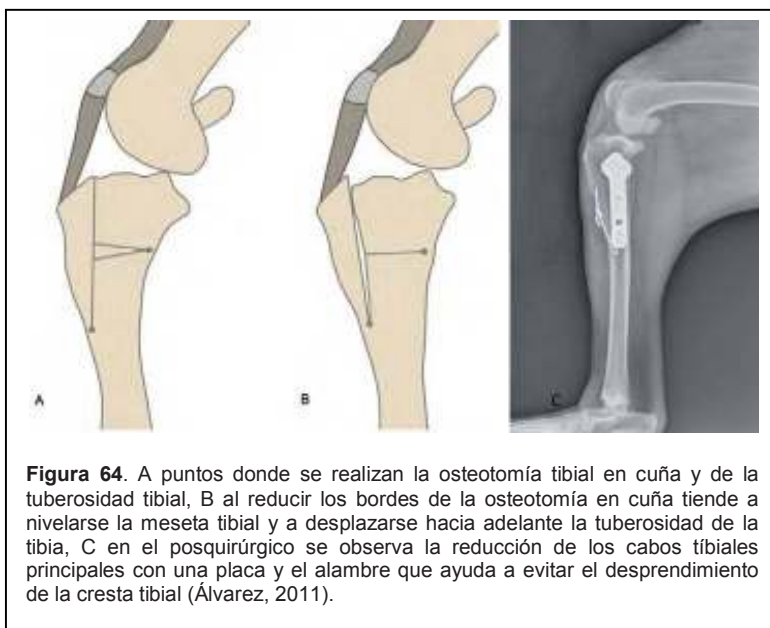 A
B
C
Figura 64. A puntos donde se realizan la osteotomía tibial en cuña y de la
tuberosidad tibial, B al reducir los bordes de la osteotomía en cuña tiende a
nivelarse la meseta tibial y a desplazarse hacia adelante la tuberosidad de la
tibia, C en el posquirúrgico se observa la reducción de los cabos tíbiales
principales con una placa y el alambre que ayuda a evitar el desprendimiento
de la cresta tibial (Álvarez, 2011).